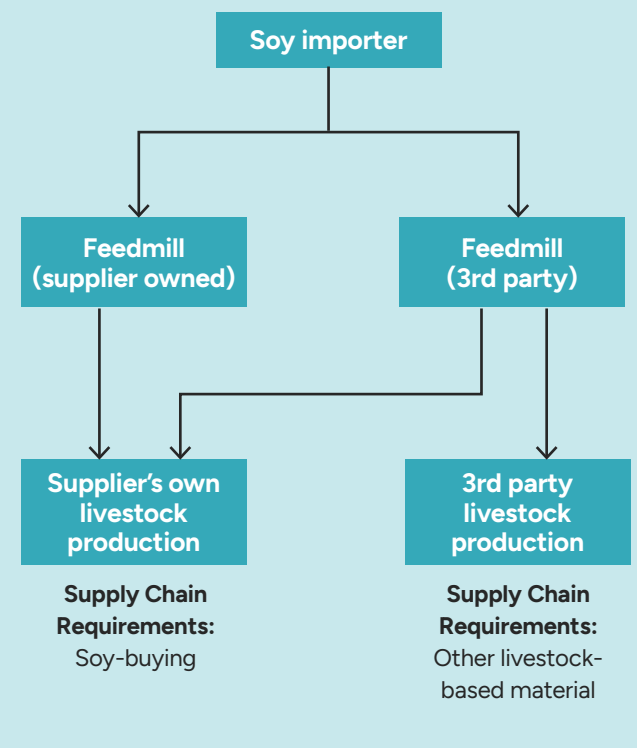 Soy importer
Feedmill
(supplier owned)
Feedmill
(3rd party)
Supplier’s own
livestock
production
3rd party
livestock
production
Supply Chain
Requirements:
Soy-buying
Supply Chain
Requirements:
Other livestock-
based material